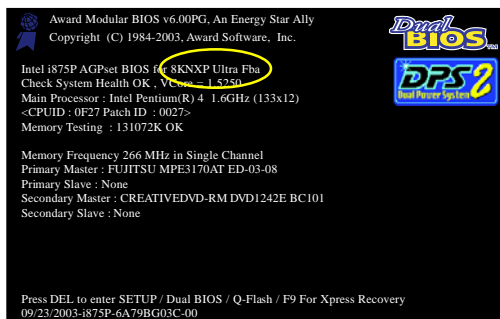 Award Modular BIOS v6.00PG, An Energy Star Ally
Copyright (C) 1984-2003, Award Software, Inc.
Dual
BIOS TM
Intel i875P AGPset BIOS for 8KNXP Ultra Fba
Check System Health OK , VCore = 1.5250
Main Processor : Intel Pentium(R) 4 1.6GHz (133x12)
<CPUID : 0F27 Patch ID : 0027>
Memory Testing : 131072K OK
DPS2
Dual Power System
Memory Frequency 266 MHz in Single Channel
Primary Master : FUJITSU MPE3170AT ED-03-08
Primary Slave : None
Secondary Master : CREATIVEDVD-RM DVD1242E BC101
Secondary Slave : None
Press DEL to enter SETUP / Dual BIOS / Q-Flash / F9 For Xpress Recovery
09/23/2003-i875P-6A79BG03C-00